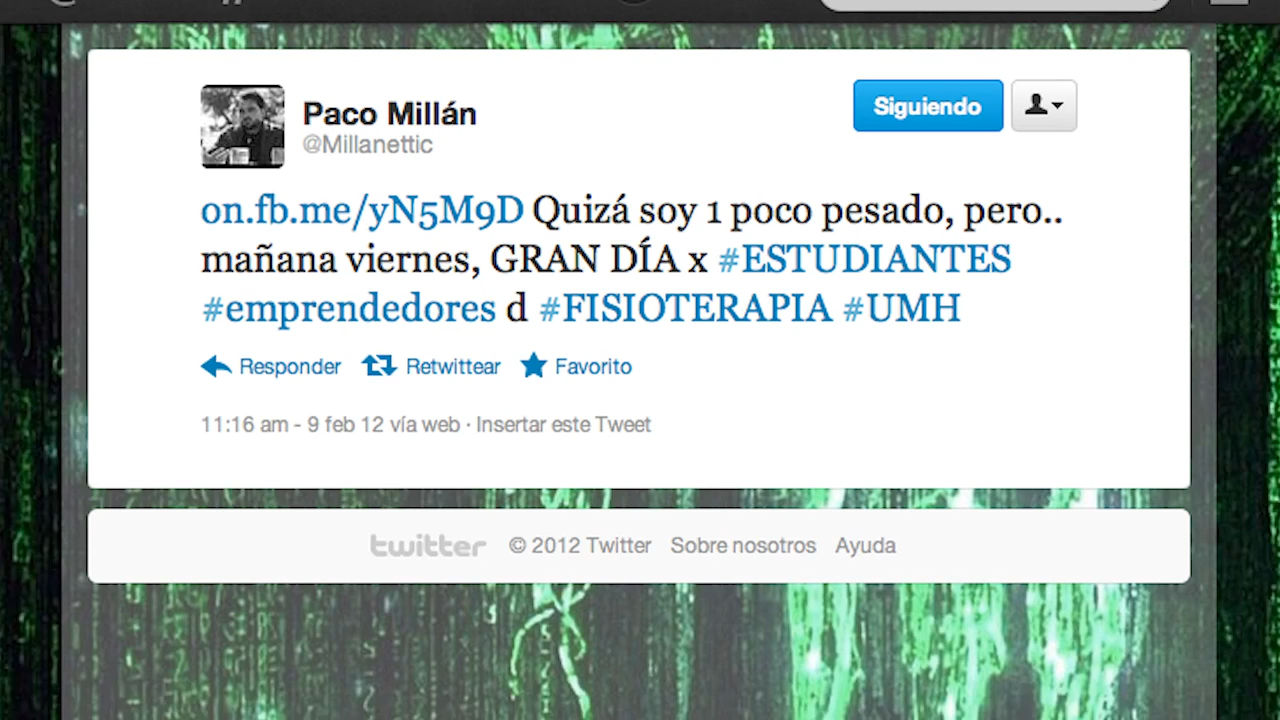 Paco Millán
Siguiendo
@Millanettic
on.fb.me/yN5M9D Quizá soy 1 poco pesado, pero..
mañana viernes, GRAN DÍA x #ESTUDIANTES
#emprendedores d #FISIOTERAPIA #UMH
Responder Retwittear Favorito
11:16 am - 9 feb 12 vía web · Insertar este Tweet
twitter © 2012 Twitter Sobre nosotros Ayuda